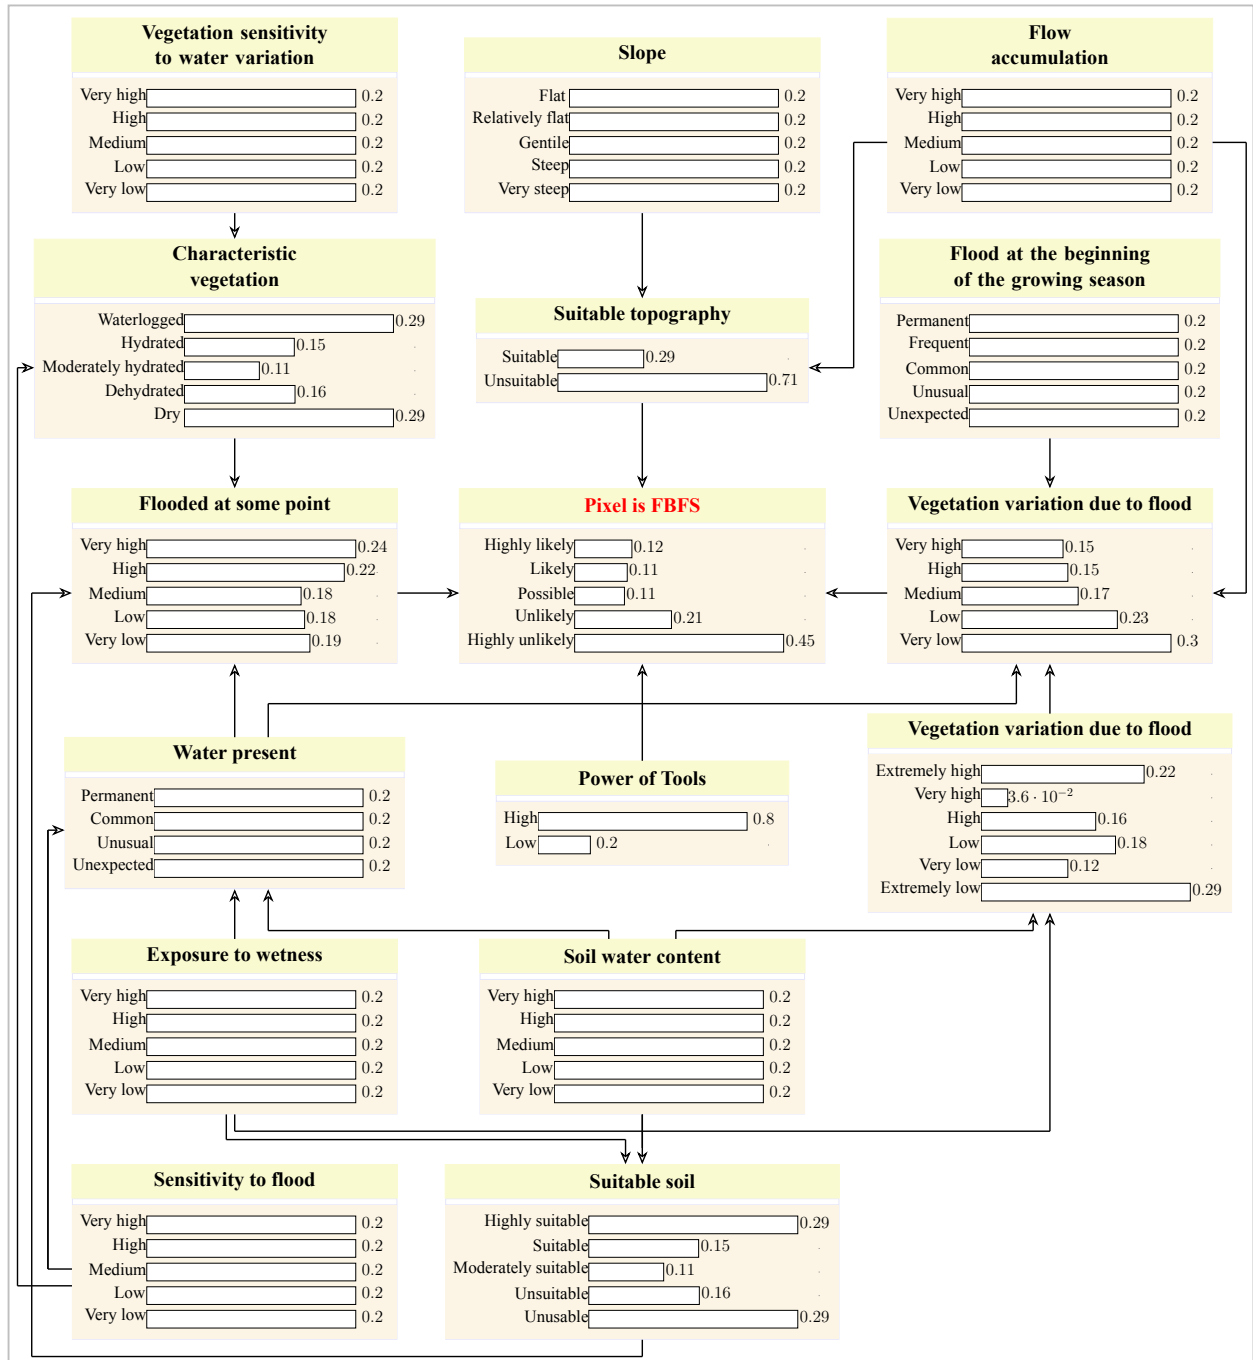 Vegetation sensitivity
to water variation
Very high 0.2
High 0.2
Medium 0.2
Low 0.2
Very low 0.2
Slope
Flat 0.2
Relatively flat 0.2
Gentile 0.2
Steep 0.2
Very steep 0.2
Flow
accumulation
Very high 0.2
High 0.2
Medium 0.2
Low 0.2
Very low 0.2
Characteristic
vegetation
Waterlogged 0.29
Hydrated 0.15
Moderately hydrated 0.11
Dehydrated 0.16
Dry 0.29
Suitable topography
Suitable 0.29
Unsuitable 0.71
Flood at the beginning
of the growing season
Permanent 0.2
Frequent 0.2
Common 0.2
Unusual 0.2
Unexpected 0.2
Flooded at some point
Very high 0.24
High 0.22
Medium 0.18
Low 0.18
Very low 0.19
Pixel is FBFS
Highly likely 0.12
Likely 0.11
Possible 0.11
Unlikely 0.21
Highly unlikely 0.45
Vegetation variation due to flood
Very high 0.15
High 0.15
Medium 0.17
Low 0.23
Very low 0.3
Water present
Permanent 0.2
Common 0.2
Unusual 0.2
Unexpected 0.2
Power of Tools
High 0.8
Low 0.2
Vegetation variation due to flood
Extremely high 0.22
Very high 3.6 · 10⁻²
High 0.16
Low 0.18
Very low 0.12
Extremely low 0.29
Exposure to wetness
Very high 0.2
High 0.2
Medium 0.2
Low 0.2
Very low 0.2
Soil water content
Very high 0.2
High 0.2
Medium 0.2
Low 0.2
Very low 0.2
Sensitivity to flood
Very high 0.2
High 0.2
Medium 0.2
Low 0.2
Very low 0.2
Suitable soil
Highly suitable 0.29
Suitable 0.15
Moderately suitable 0.11
Unsuitable 0.16
Unusable 0.29